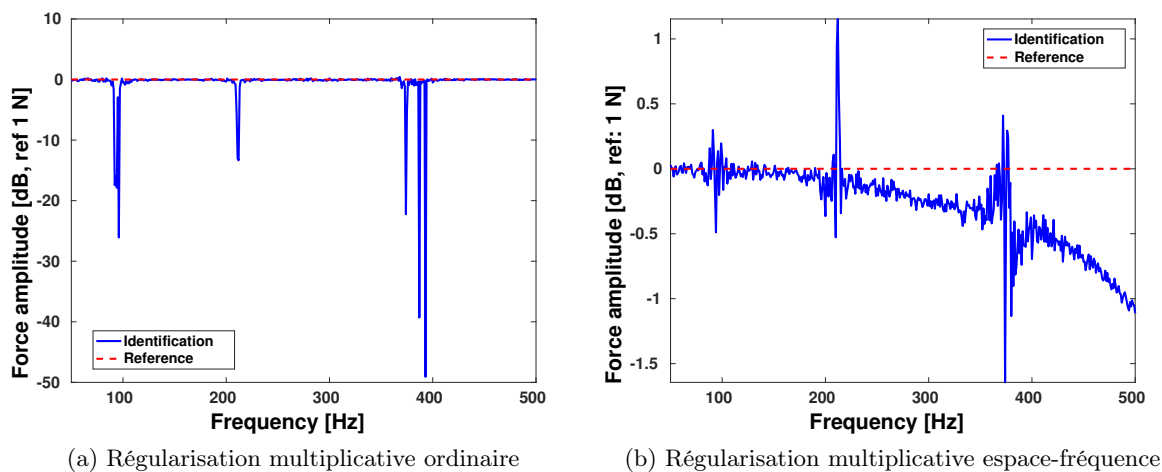 10
0
-10
-20
-30
-40
-50
100
200
300
400
500
Force amplitude [dB, ref 1 N]
Frequency [Hz]
Identification
Reference
(a) Régularisation multiplicative ordinaire
1
0.5
0
-0.5
-1
-1.5
100
200
300
400
500
Force amplitude [dB, ref: 1 N]
Frequency [Hz]
Identification
Reference
(b) Régularisation multiplicative espace-fréquence